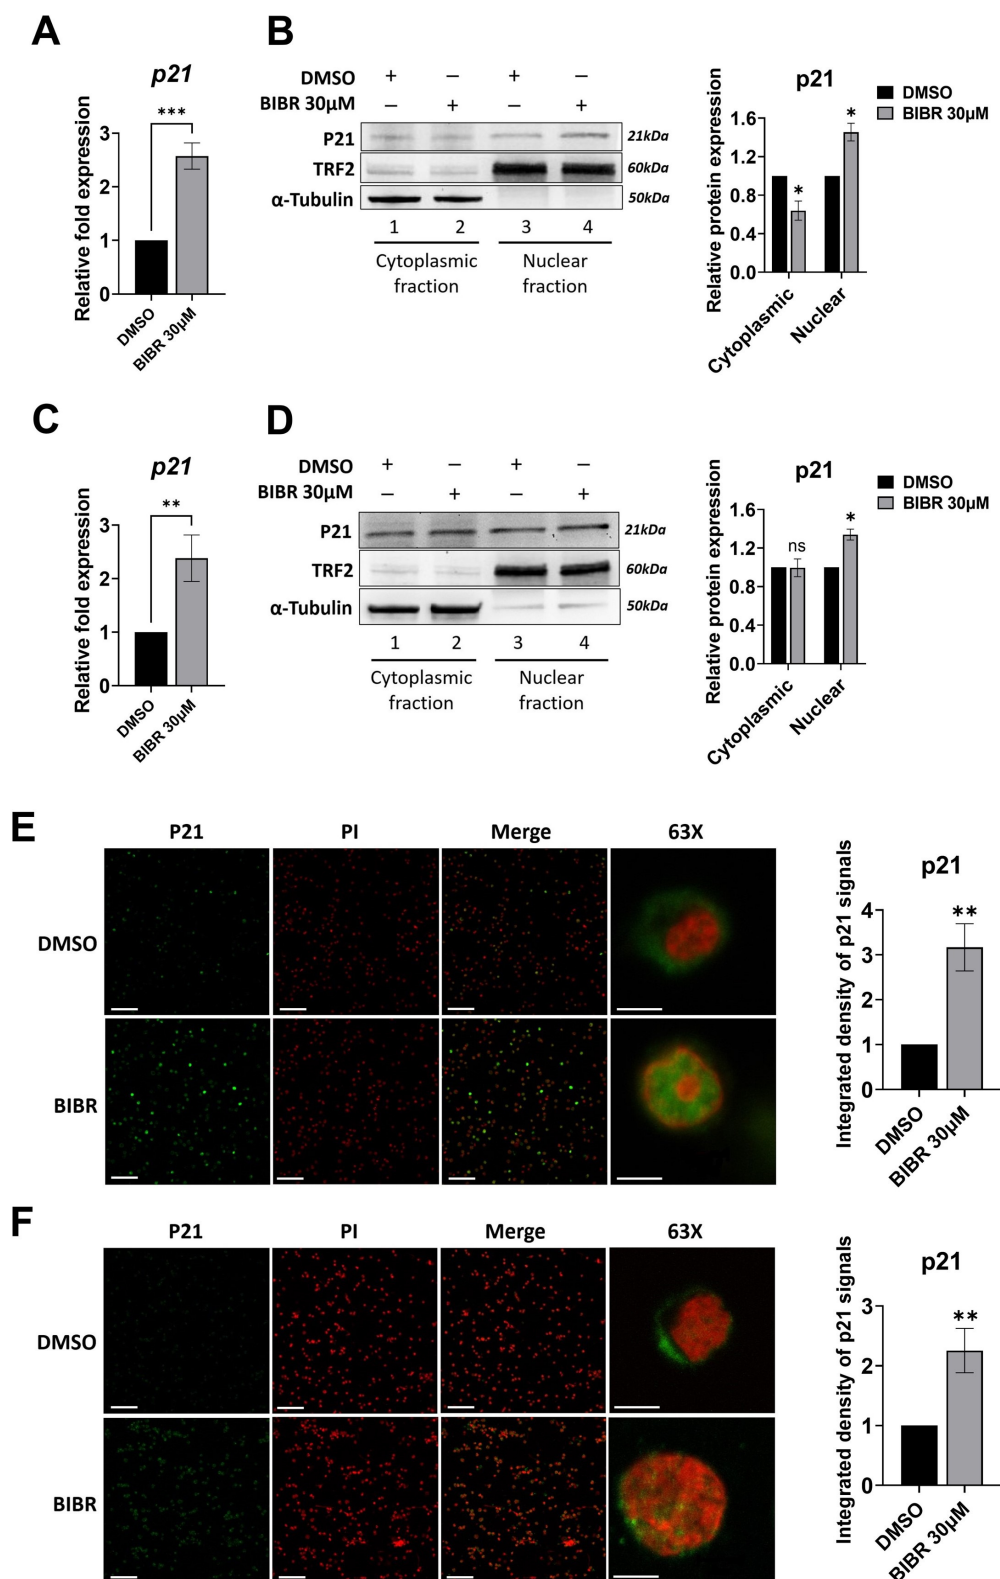 A
p21
***
Relative fold expression
3
2
1
0
DMSO
BIBR 30µM
B
DMSO + – + –
BIBR 30µM – + – +
P21 21kDa
TRF2 60kDa
α-Tubulin 50kDa
1 2 3 4
Cytoplasmic fraction
Nuclear fraction
p21
DMSO
BIBR 30µM
Relative protein expression
1.6
1.2
0.8
0.4
0.0
*
*
Cytoplasmic
Nuclear
C
p21
**
Relative fold expression
3
2
1
0
DMSO
BIBR 30µM
D
DMSO + – + –
BIBR 30µM – + – +
P21 21kDa
TRF2 60kDa
α-Tubulin 50kDa
1 2 3 4
Cytoplasmic fraction
Nuclear fraction
p21
DMSO
BIBR 30µM
Relative protein expression
1.6
1.2
0.8
0.4
0.0
ns
*
Cytoplasmic
Nuclear
E
P21 PI Merge 63X
DMSO
BIBR
p21
**
Integrated density of p21 signals
4
3
2
1
0
DMSO
BIBR 30µM
F
P21 PI Merge 63X
DMSO
BIBR
p21
**
Integrated density of p21 signals
3
2
1
0
DMSO
BIBR 30µM